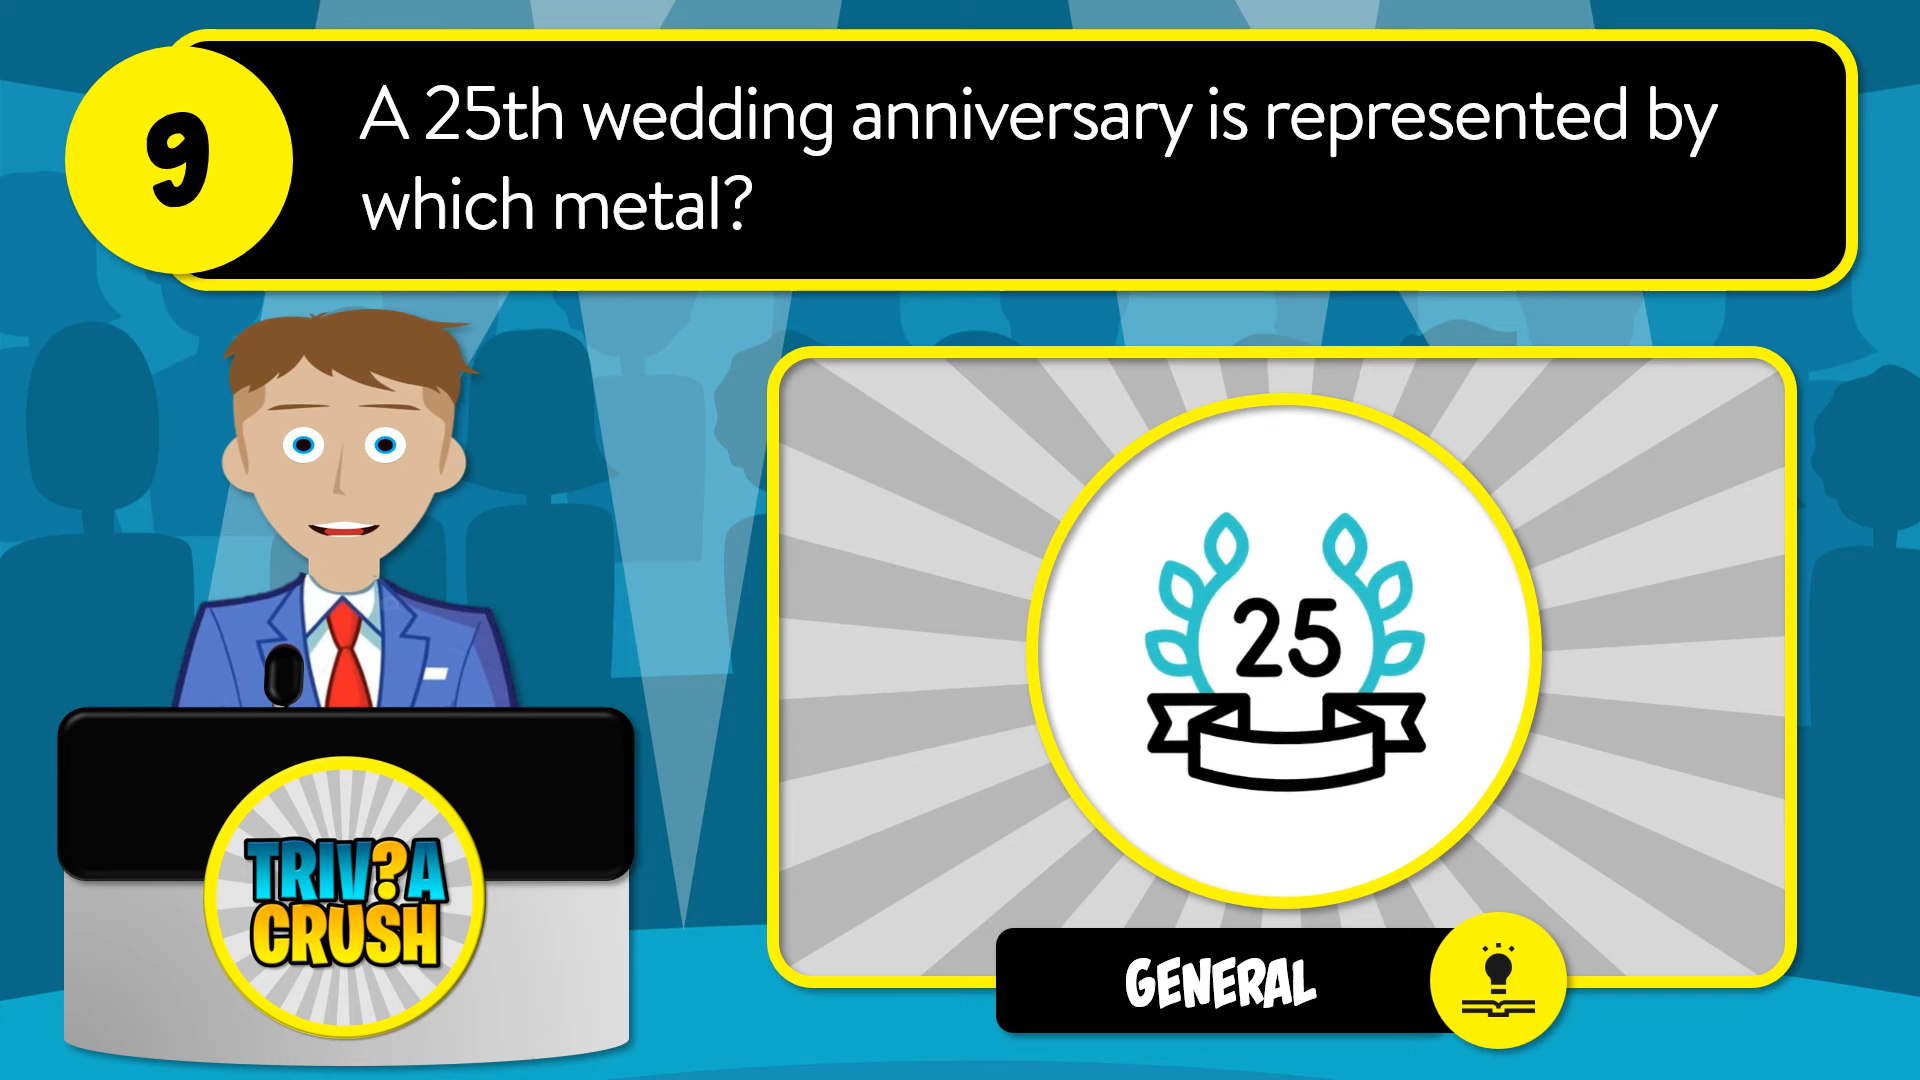 9
A 25th wedding anniversary is represented by
which metal?
25
TRIV?A
CRUSH
GENERAL